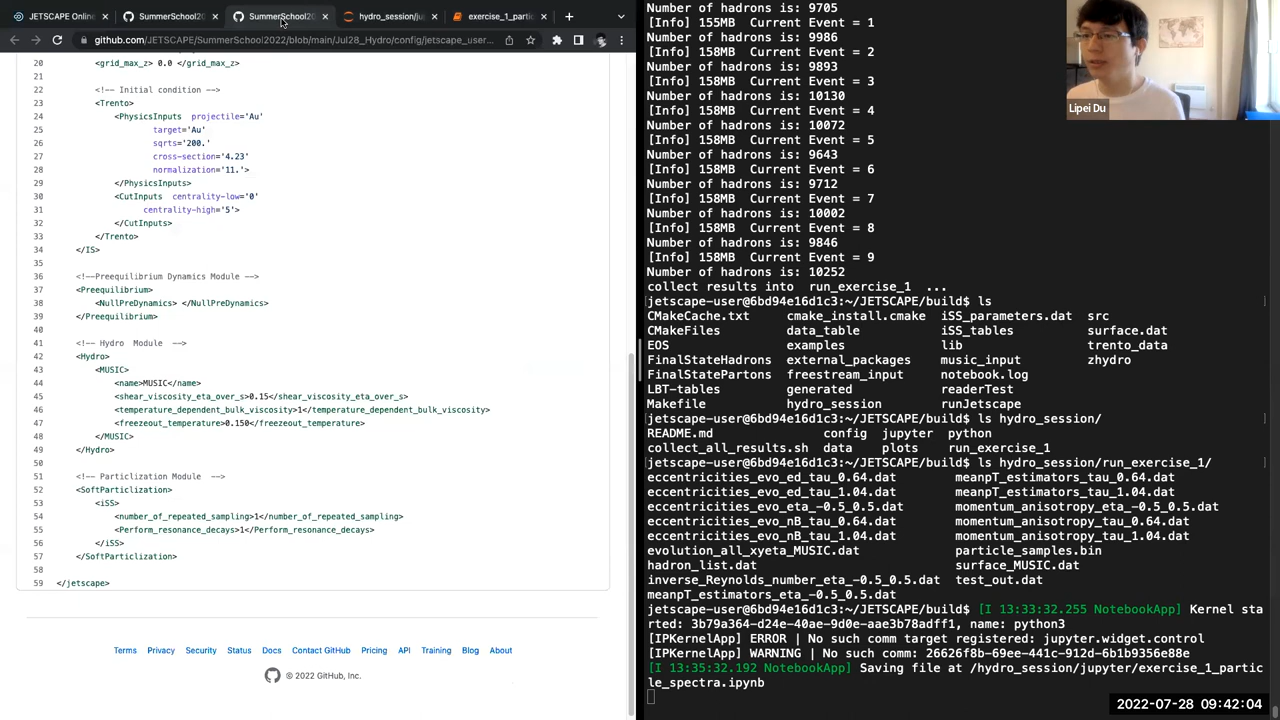 JETSCAPE Online
SummerSchool20
SummerSchool20
hydro_session/ju
exercise_1_partic
github.com/JETSCAPE/SummerSchool2022/blob/main/Jul28_Hydro/config/jetscape_user...
20 <grid_max_z> 0.0 </grid_max_z>
21
22 <!-- Initial condition -->
23 <Trento>
24 <PhysicsInputs projectile='Au'
25 target='Au'
26 sqrts='200.'
27 cross-section='4.23'
28 normalization='11.'>
29 </PhysicsInputs>
30 <CutInputs centrality-low='0'
31 centrality-high='5'>
32 </CutInputs>
33 </Trento>
34 </IS>
35
36 <!--Preequilibrium Dynamics Module -->
37 <Preequilibrium>
38 <NullPreDynamics> </NullPreDynamics>
39 </Preequilibrium>
40
41 <!-- Hydro Module -->
42 <Hydro>
43 <MUSIC>
44 <name>MUSIC</name>
45 <shear_viscosity_eta_over_s>0.15</shear_viscosity_eta_over_s>
46 <temperature_dependent_bulk_viscosity>1</temperature_dependent_bulk_viscosity>
47 <freezeout_temperature>0.150</freezeout_temperature>
48 </MUSIC>
49 </Hydro>
50
51 <!-- Particlization Module -->
52 <SoftParticlization>
53 <iSS>
54 <number_of_repeated_sampling>1</number_of_repeated_sampling>
55 <Perform_resonance_decays>1</Perform_resonance_decays>
56 </iSS>
57 </SoftParticlization>
58
59 </jetscape>
Terms Privacy Security Status Docs Contact GitHub Pricing API Training Blog About
© 2022 GitHub, Inc.
Number of hadrons is: 9705
[Info] 155MB Current Event = 1
Number of hadrons is: 9986
[Info] 158MB Current Event = 2
Number of hadrons is: 9893
[Info] 158MB Current Event = 3
Number of hadrons is: 10130
[Info] 158MB Current Event = 4
Number of hadrons is: 10072
[Info] 158MB Current Event = 5
Number of hadrons is: 9643
[Info] 158MB Current Event = 6
Number of hadrons is: 9712
[Info] 158MB Current Event = 7
Number of hadrons is: 10002
[Info] 158MB Current Event = 8
Number of hadrons is: 9846
[Info] 158MB Current Event = 9
Number of hadrons is: 10252
collect results into run_exercise_1 ...
jetscape-user@6bd94e16d1c3:~/JETSCAPE/build$ ls
CMakeCache.txt cmake_install.cmake iSS_parameters.dat src
CMakeFiles data_table iSS_tables surface.dat
EOS examples lib trento_data
FinalStateHadrons external_packages music_input zhydro
FinalStatePartons freestream_input notebook.log
LBT-tables generated readerTest
Makefile hydro_session runJetscape
jetscape-user@6bd94e16d1c3:~/JETSCAPE/build$ ls hydro_session/
README.md config jupyter python
collect_all_results.sh data plots run_exercise_1
jetscape-user@6bd94e16d1c3:~/JETSCAPE/build$ ls hydro_session/run_exercise_1/
eccentricities_evo_ed_tau_0.64.dat meanpT_estimators_tau_0.64.dat
eccentricities_evo_ed_tau_1.04.dat meanpT_estimators_tau_1.04.dat
eccentricities_evo_eta_-0.5_0.5.dat momentum_anisotropy_eta_-0.5_0.5.dat
eccentricities_evo_nB_tau_0.64.dat momentum_anisotropy_tau_0.64.dat
eccentricities_evo_nB_tau_1.04.dat momentum_anisotropy_tau_1.04.dat
evolution_all_xyeta_MUSIC.dat particle_samples.bin
hadron_list.dat surface_MUSIC.dat
inverse_Reynolds_number_eta_-0.5_0.5.dat test_out.dat
meanpT_estimators_eta_-0.5_0.5.dat
jetscape-user@6bd94e16d1c3:~/JETSCAPE/build$ [I 13:33:32.255 NotebookApp] Kernel sta
rted: 3b79a364-d24e-40ae-9d0e-aae3b78adff1, name: python3
[IPKernelApp] ERROR | No such comm target registered: jupyter.widget.control
[IPKernelApp] WARNING | No such comm: 26626f8b-69ee-441c-912d-6b1b9356e88e
[I 13:35:32.192 NotebookApp] Saving file at /hydro_session/jupyter/exercise_1_partic
le_spectra.ipynb
Lipei Du
2022-07-28 09:42:04